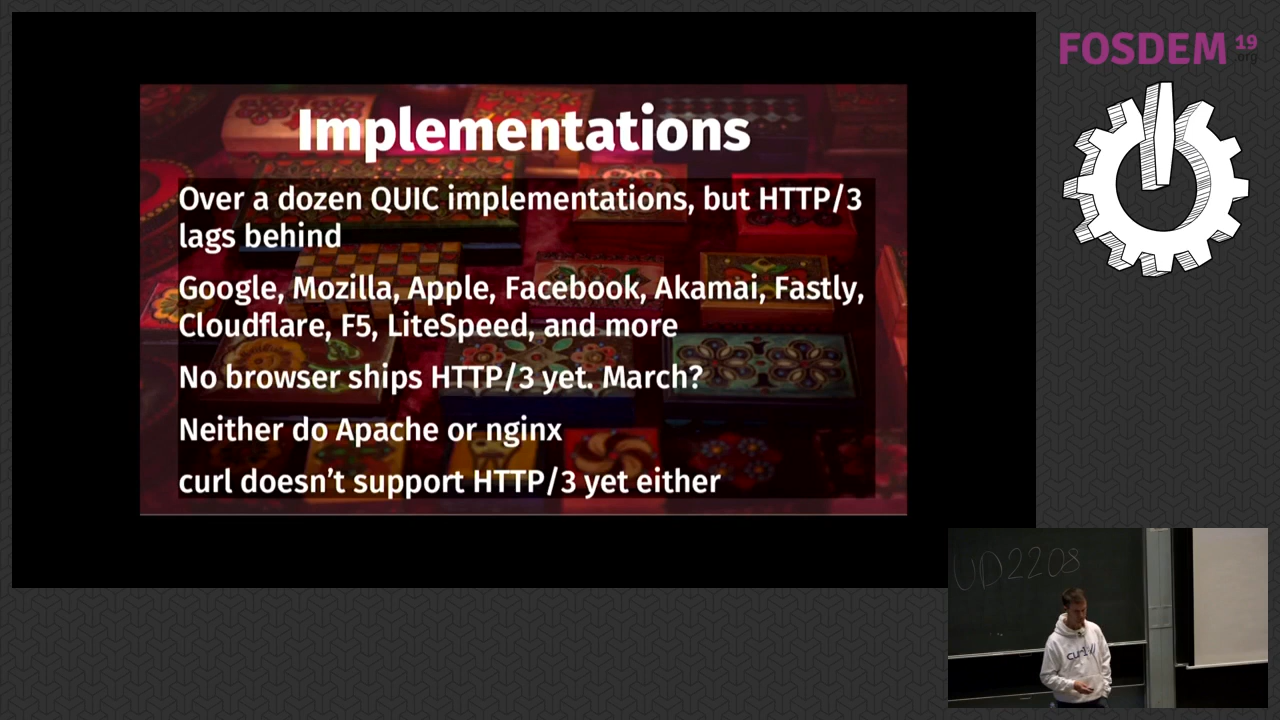 FOSDEM 19
.org
Implementations
Over a dozen QUIC implementations, but HTTP/3
lags behind
Google, Mozilla, Apple, Facebook, Akamai, Fastly,
Cloudflare, F5, LiteSpeed, and more
No browser ships HTTP/3 yet. March?
Neither do Apache or nginx
curl doesn’t support HTTP/3 yet either
UD2208
curl://